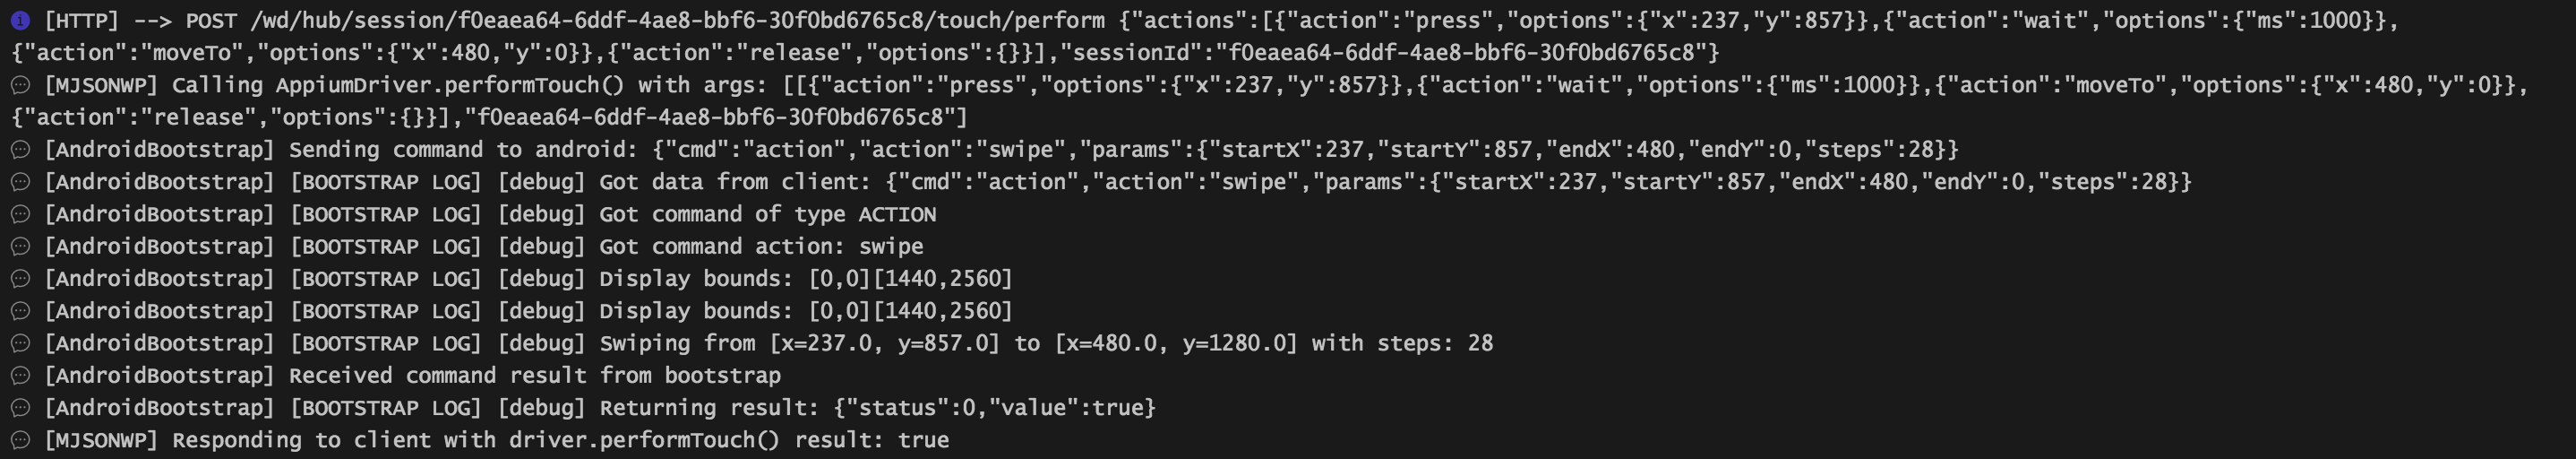 [HTTP] --> POST /wd/hub/session/f0eaea64-6ddf-4ae8-bbf6-30f0bd6765c8/touch/perform {"actions":[{"action":"press","options":{"x":237,"y":857}},{"action":"wait","options":{"ms":1000}},
{"action":"moveTo","options":{"x":480,"y":0}},{"action":"release","options":{}}],"sessionId":"f0eaea64-6ddf-4ae8-bbf6-30f0bd6765c8"}
[MJSONWP] Calling AppiumDriver.performTouch() with args: [[{"action":"press","options":{"x":237,"y":857}},{"action":"wait","options":{"ms":1000}},{"action":"moveTo","options":{"x":480,"y":0}},
{"action":"release","options":{}}],"f0eaea64-6ddf-4ae8-bbf6-30f0bd6765c8"]
[AndroidBootstrap] Sending command to android: {"cmd":"action","action":"swipe","params":{"startX":237,"startY":857,"endX":480,"endY":0,"steps":28}}
[AndroidBootstrap] [BOOTSTRAP LOG] [debug] Got data from client: {"cmd":"action","action":"swipe","params":{"startX":237,"startY":857,"endX":480,"endY":0,"steps":28}}
[AndroidBootstrap] [BOOTSTRAP LOG] [debug] Got command of type ACTION
[AndroidBootstrap] [BOOTSTRAP LOG] [debug] Got command action: swipe
[AndroidBootstrap] [BOOTSTRAP LOG] [debug] Display bounds: [0,0][1440,2560]
[AndroidBootstrap] [BOOTSTRAP LOG] [debug] Display bounds: [0,0][1440,2560]
[AndroidBootstrap] [BOOTSTRAP LOG] [debug] Swiping from [x=237.0, y=857.0] to [x=480.0, y=1280.0] with steps: 28
[AndroidBootstrap] Received command result from bootstrap
[AndroidBootstrap] [BOOTSTRAP LOG] [debug] Returning result: {"status":0,"value":true}
[MJSONWP] Responding to client with driver.performTouch() result: true